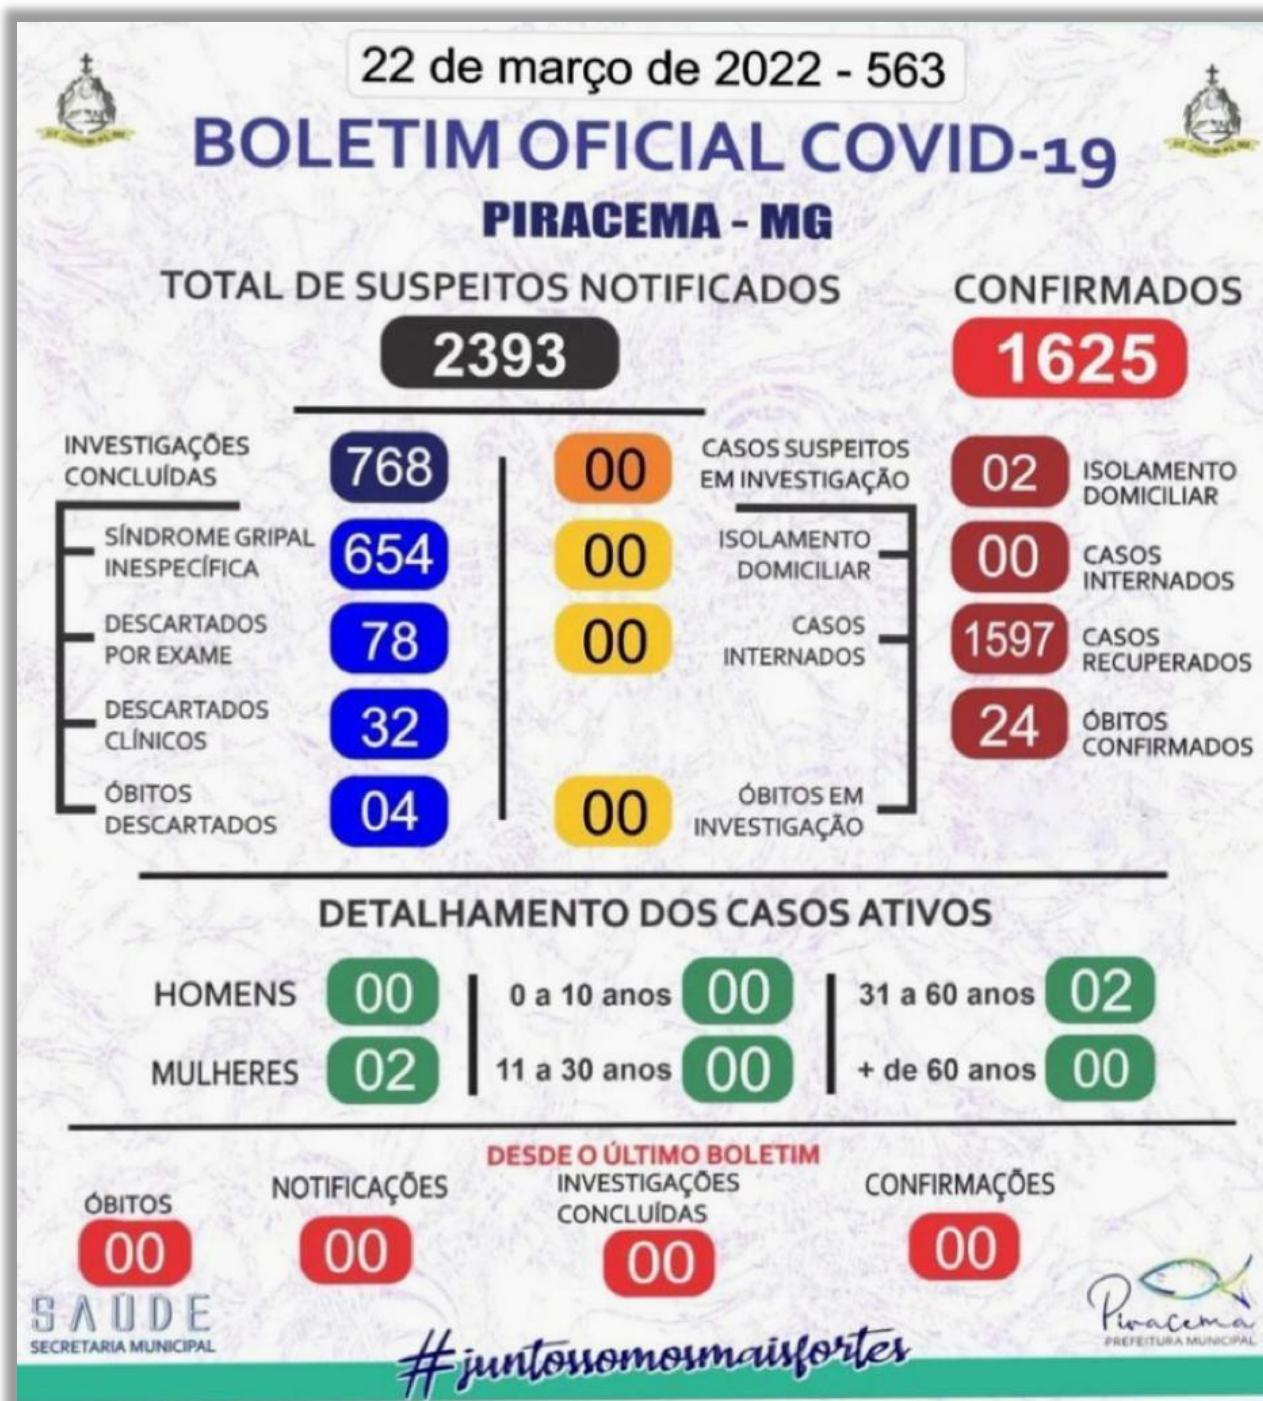 22 de março de 2022 - 563
BOLETIM OFICIAL COVID-19
PIRACEMA - MG
TOTAL DE SUSPEITOS NOTIFICADOS
2393
CONFIRMADOS
1625
INVESTIGAÇÕES
CONCLUÍDAS
768
SÍNDROME GRIPAL
INESPECÍFICA
654
DESCARTADOS
POR EXAME
78
DESCARTADOS
CLÍNICOS
32
ÓBITOS
DESCARTADOS
04
00
CASOS SUSPEITOS
EM INVESTIGAÇÃO
00
ISOLAMENTO
DOMICILIAR
00
CASOS
INTERNADOS
00
ÓBITOS EM
INVESTIGAÇÃO
02
ISOLAMENTO
DOMICILIAR
00
CASOS
INTERNADOS
1597
CASOS
RECUPERADOS
24
ÓBITOS
CONFIRMADOS
DETALHAMENTO DOS CASOS ATIVOS
HOMENS 00
MULHERES 02
0 a 10 anos 00
11 a 30 anos 00
31 a 60 anos 02
+ de 60 anos 00
DESDE O ÚLTIMO BOLETIM
ÓBITOS
00
NOTIFICAÇÕES
00
INVESTIGAÇÕES
CONCLUÍDAS
00
CONFIRMAÇÕES
00
SAÚDE
SECRETARIA MUNICIPAL
#juntossomosmaisfortes
Piracema
PREFEITURA MUNICIPAL